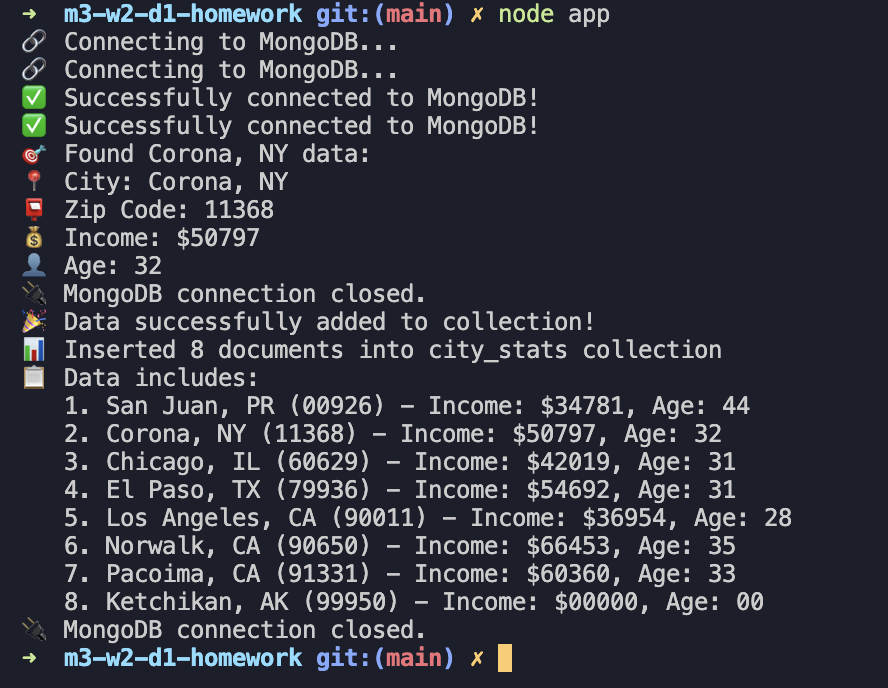 ➜ m3-w2-d1-homework git:(main) ✗ node app
🔗 Connecting to MongoDB...
🔗 Connecting to MongoDB...
✅ Successfully connected to MongoDB!
✅ Successfully connected to MongoDB!
🎯 Found Corona, NY data:
📍 City: Corona, NY
📮 Zip Code: 11368
💰 Income: $50797
👤 Age: 32
🔌 MongoDB connection closed.
🎉 Data successfully added to collection!
📊 Inserted 8 documents into city_stats collection
📋 Data includes:
1. San Juan, PR (00926) - Income: $34781, Age: 44
2. Corona, NY (11368) - Income: $50797, Age: 32
3. Chicago, IL (60629) - Income: $42019, Age: 31
4. El Paso, TX (79936) - Income: $54692, Age: 31
5. Los Angeles, CA (90011) - Income: $36954, Age: 28
6. Norwalk, CA (90650) - Income: $66453, Age: 35
7. Pacoima, CA (91331) - Income: $60360, Age: 33
8. Ketchikan, AK (99950) - Income: $00000, Age: 00
🔌 MongoDB connection closed.
➜ m3-w2-d1-homework git:(main) ✗